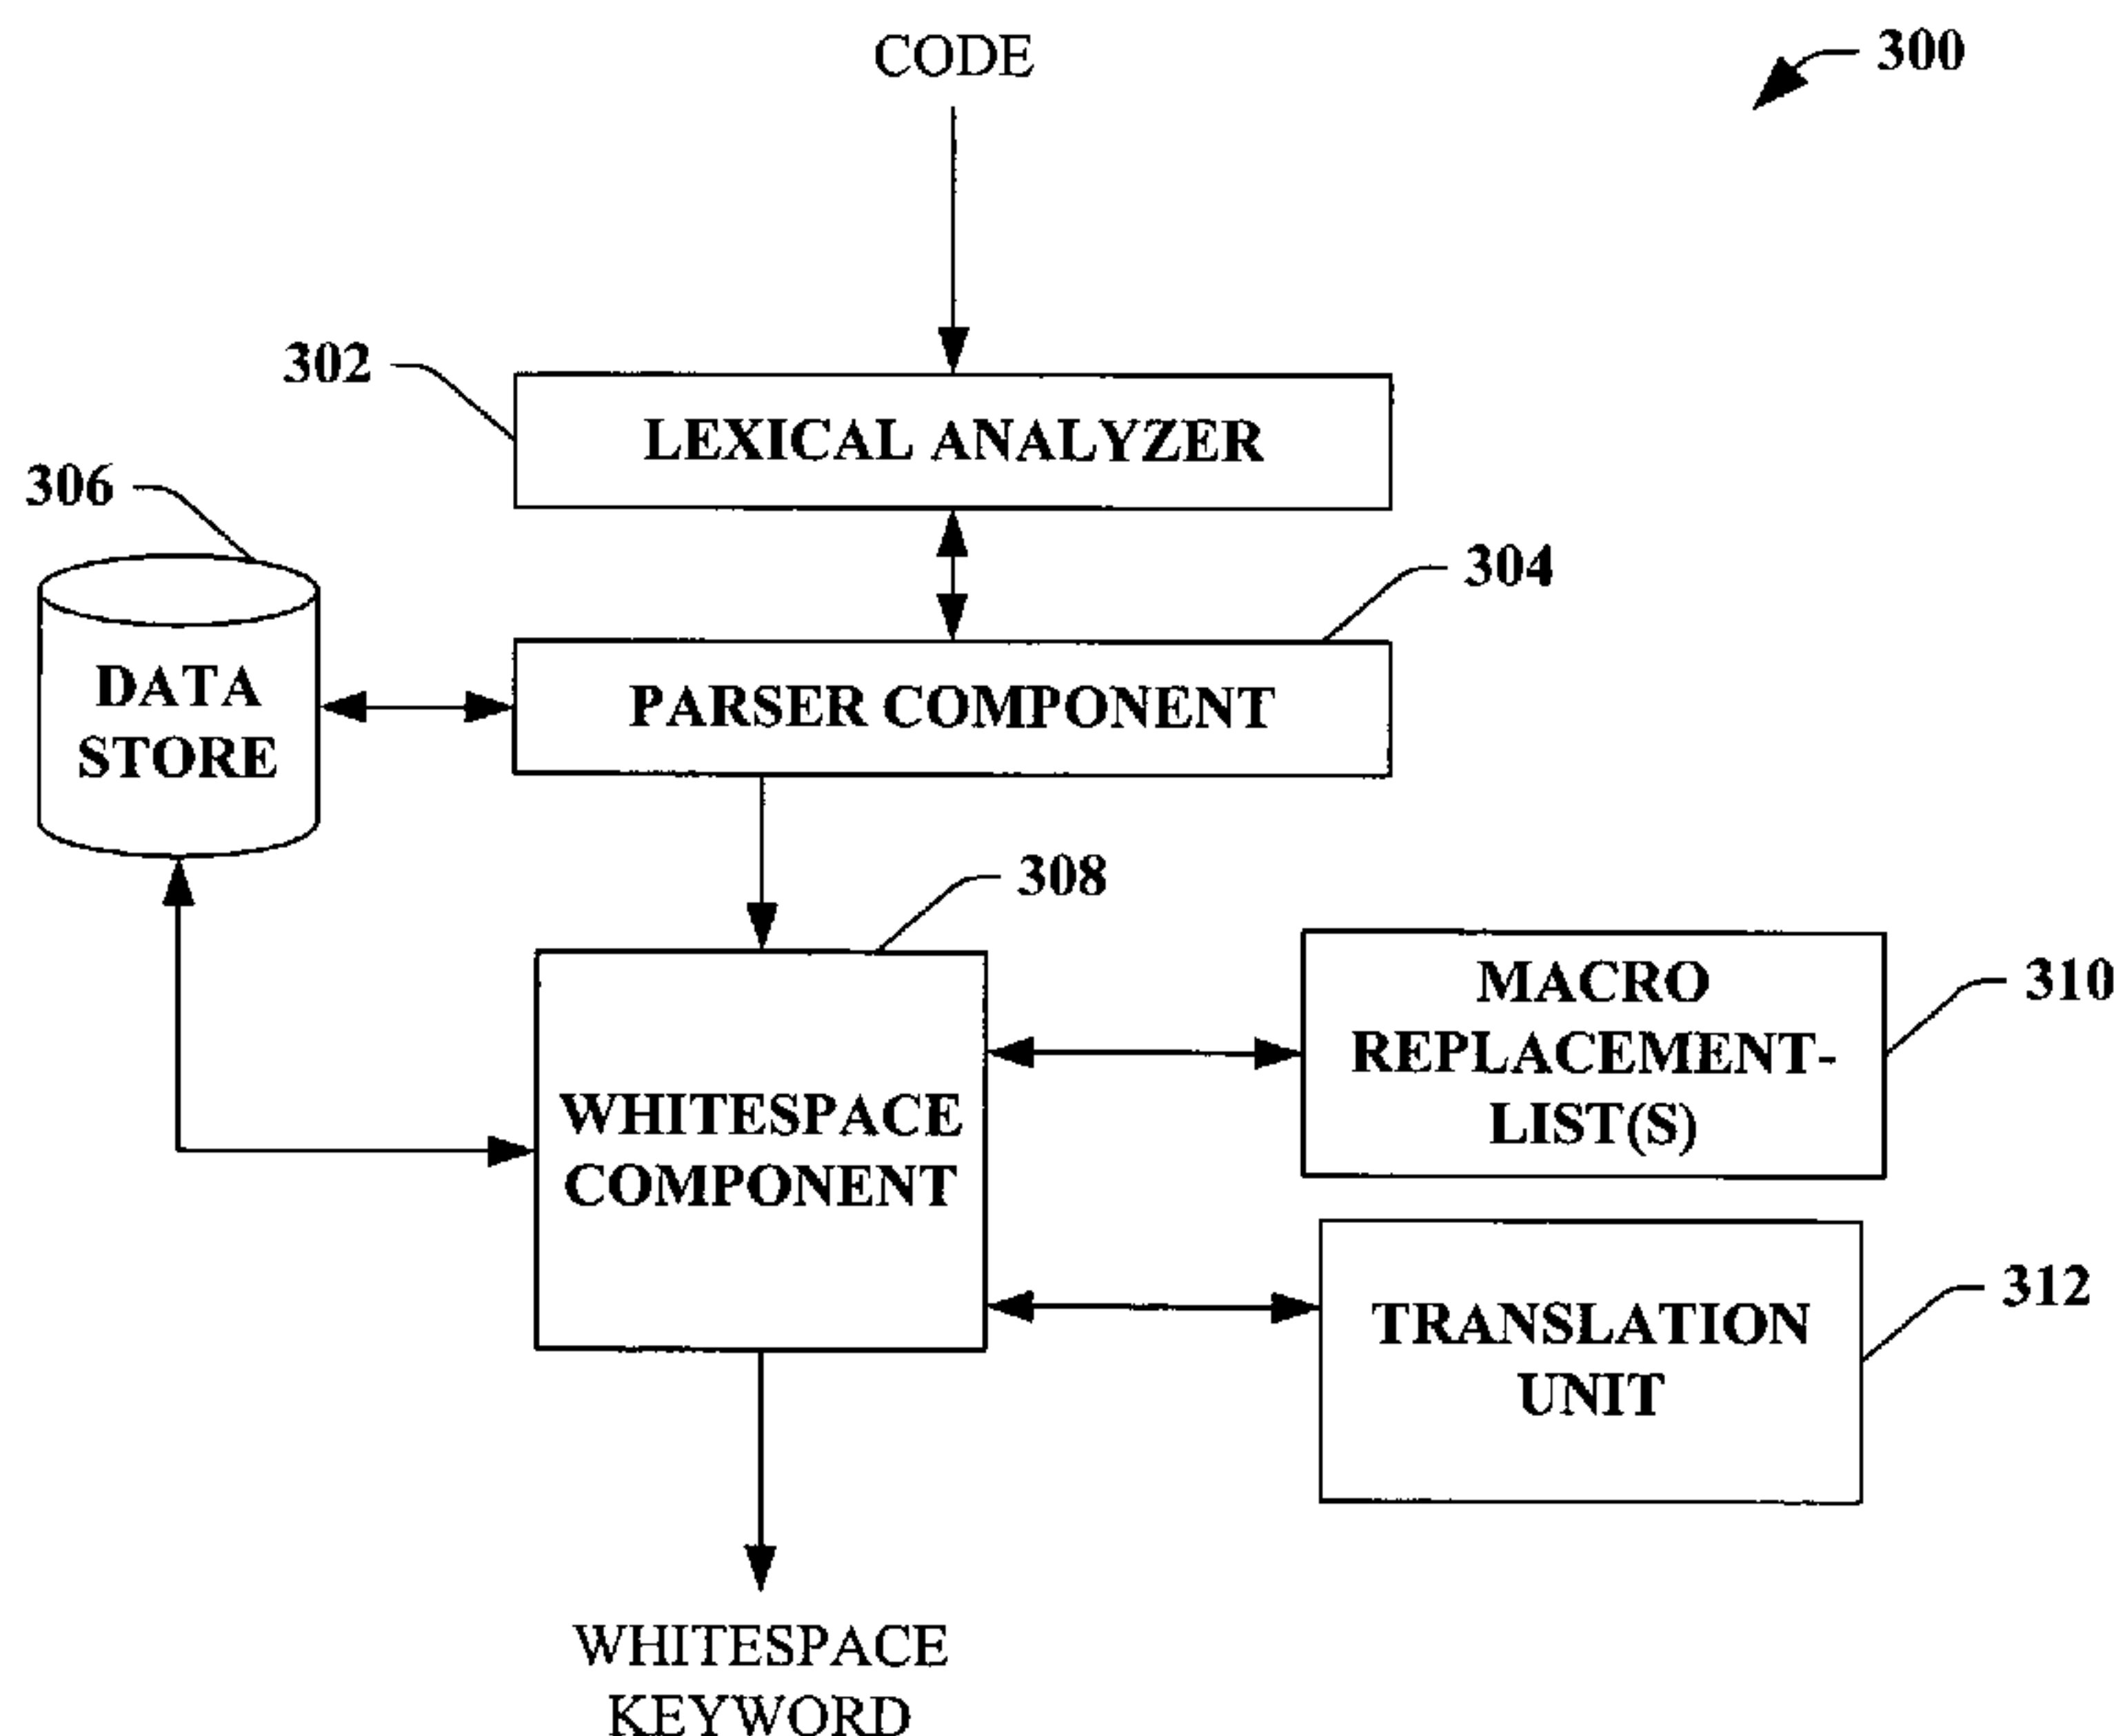 CODE
300
302
LEXICAL ANALYZER
306
304
DATA
STORE
PARSER COMPONENT
308
MACRO
REPLACEMENT-
LIST(S)
310
WHITESPACE
COMPONENT
312
TRANSLATION
UNIT
WHITESPACE
KEYWORD